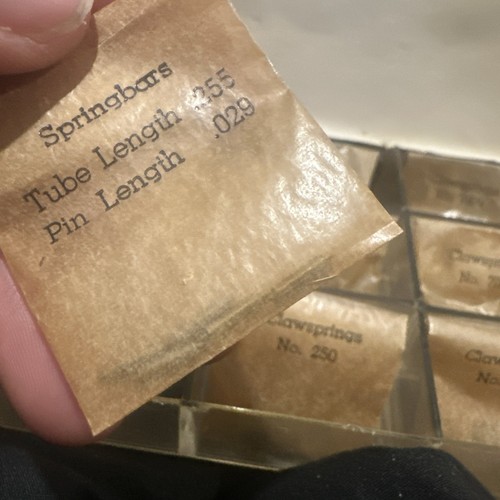 Springbars
Tube Length .255
Pin Length .029
Clawsprings
No. 250